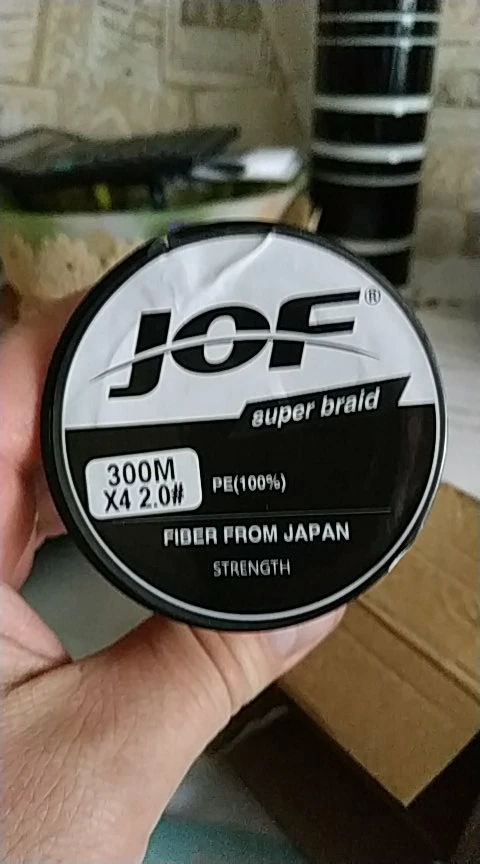 JOF®
super braid
300M
X4 2.0#
PE(100%)
FIBER FROM JAPAN
STRENGTH